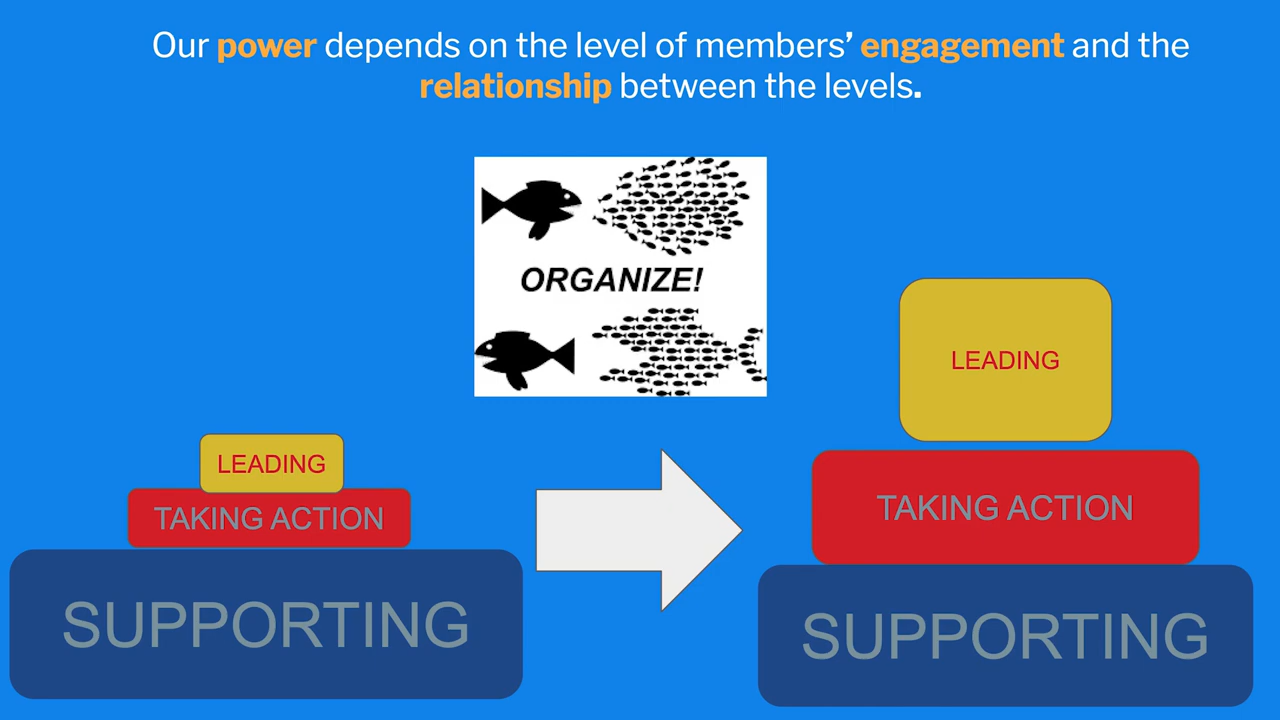 Our power depends on the level of members’ engagement and the
relationship between the levels.
ORGANIZE!
LEADING
TAKING ACTION
SUPPORTING
LEADING
TAKING ACTION
SUPPORTING